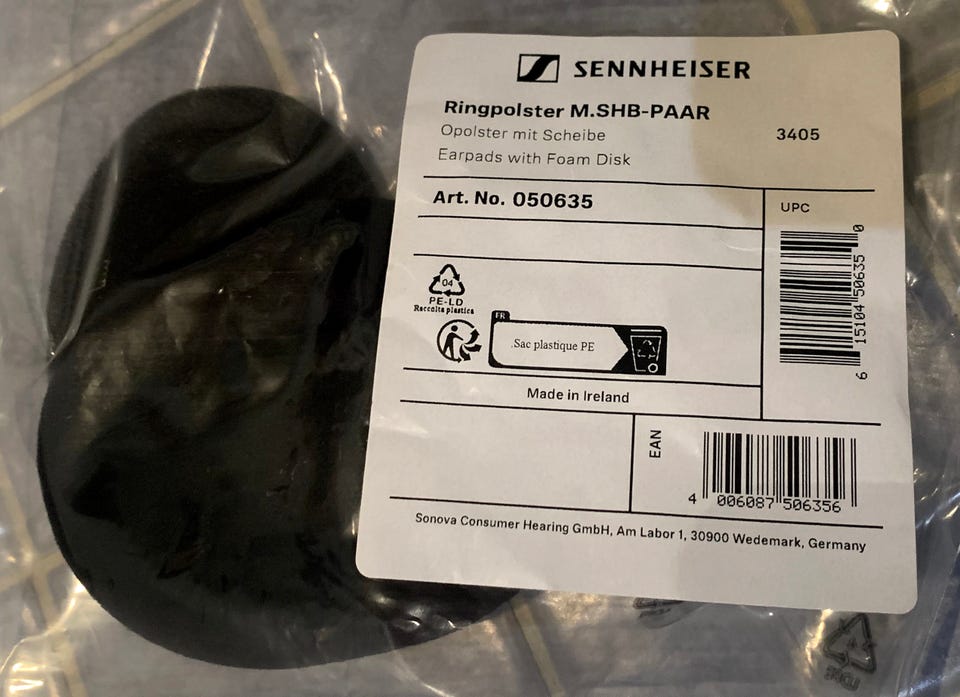 SENNHEISER
Ringpolster M.SHB-PAAR
Opolster mit Scheibe
3405
Earpads with Foam Disk
Art. No. 050635
UPC
6 15104 50635 0
04
PE-LD
Raccolta plastica
FR
.Sac plastique PE
Made in Ireland
EAN
4 006087 506356
Sonova Consumer Hearing GmbH, Am Labor 1, 30900 Wedemark, Germany